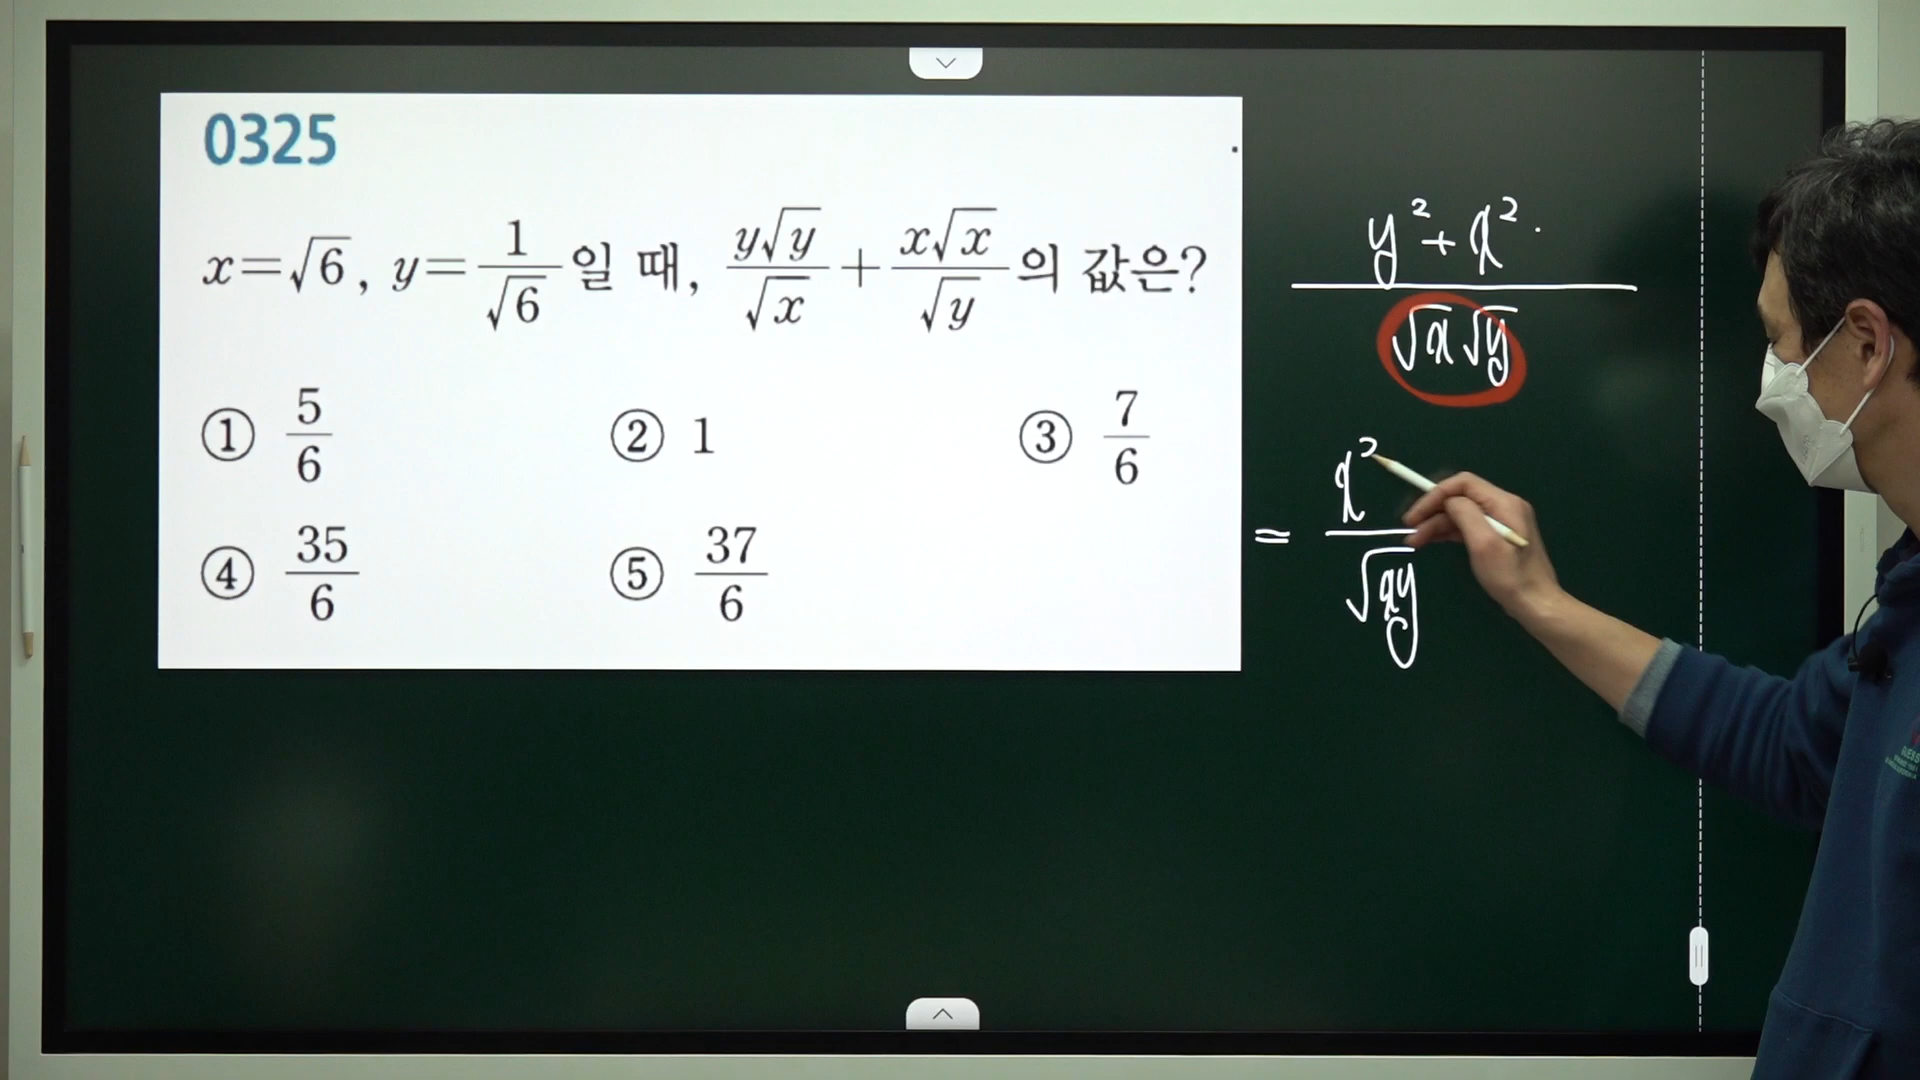 0325
x=√6, y=1/√6일 때, y√y/√x + x√x/√y의 값은?
① 5/6 ② 1 ③ 7/6
④ 35/6 ⑤ 37/6
y² + x²
√x √y
= x²/√xy